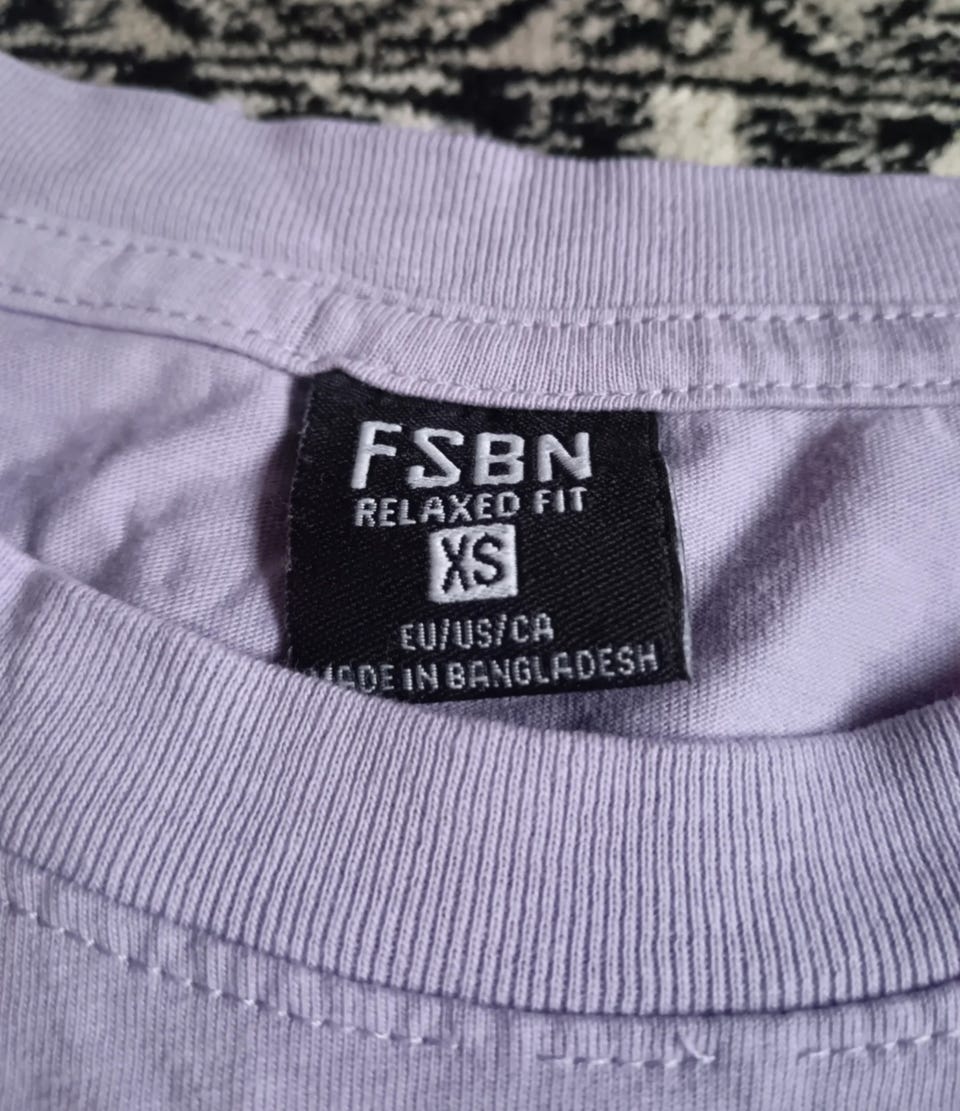 FSBN
RELAXED FIT
XS
EU/US/CA
MADE IN BANGLADESH